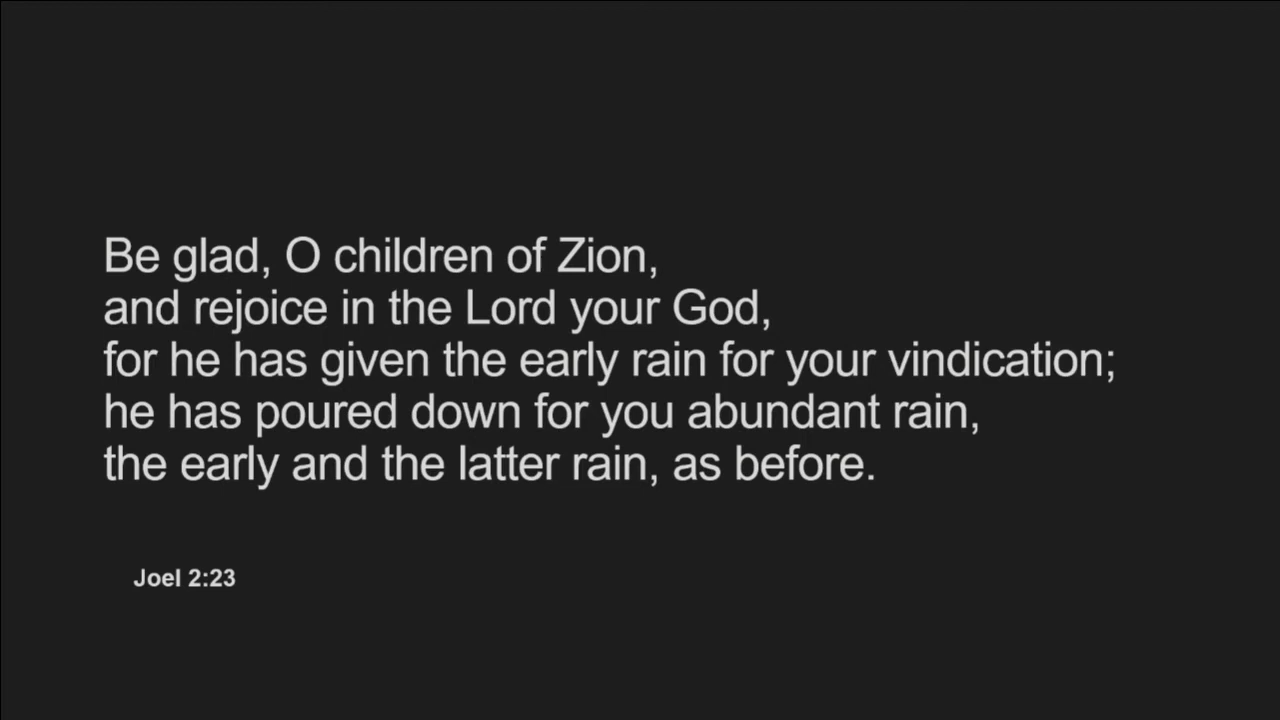 Be glad, O children of Zion,
and rejoice in the Lord your God,
for he has given the early rain for your vindication;
he has poured down for you abundant rain,
the early and the latter rain, as before.
Joel 2:23